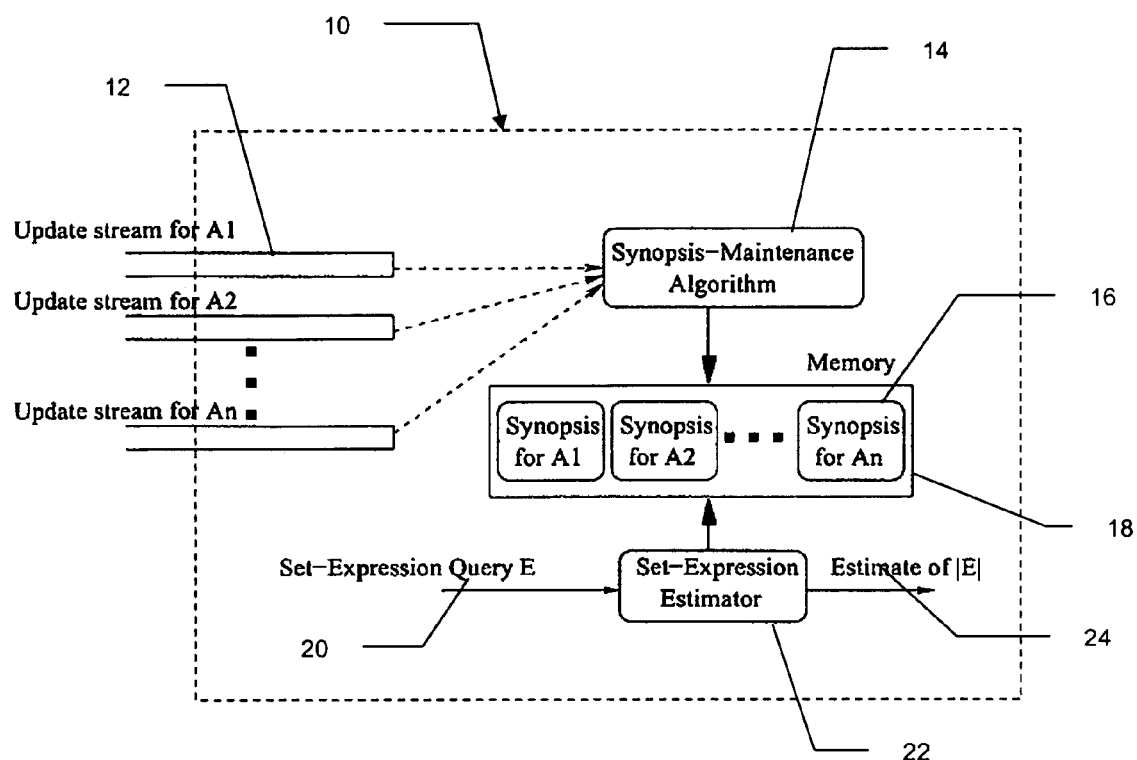 10
14
12
Update stream for A1
Synopsis-Maintenance
Algorithm
Update stream for A2
16
Memory
Update stream for An
Synopsis
for A1
Synopsis
for A2
Synopsis
for An
18
Set-Expression Query E
Set-Expression
Estimator
Estimate of |E|
20
24
22